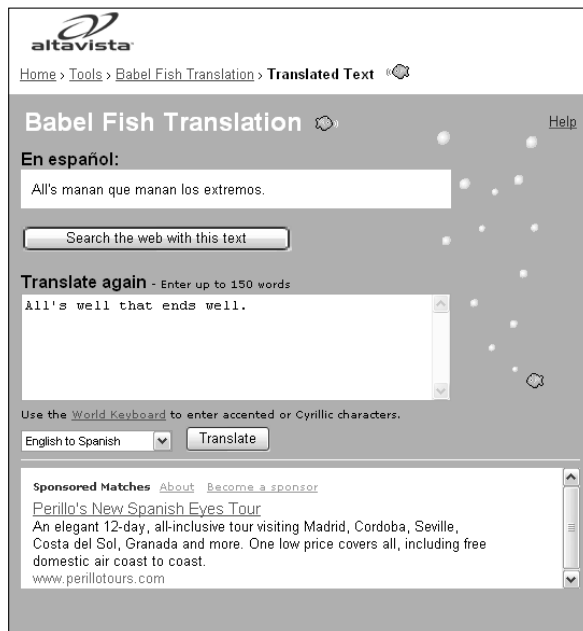 altavista
Home › Tools › Babel Fish Translation › Translated Text
Babel Fish Translation
Help
En español:
All's manan que manan los extremos.
Search the web with this text
Translate again - Enter up to 150 words
All's well that ends well.
Use the World Keyboard to enter accented or Cyrillic characters.
English to Spanish
Translate
Sponsored Matches About Become a sponsor
Perillo's New Spanish Eyes Tour
An elegant 12-day, all-inclusive tour visiting Madrid, Cordoba, Seville,
Costa del Sol, Granada and more. One low price covers all, including free
domestic air coast to coast.
www.perillotours.com